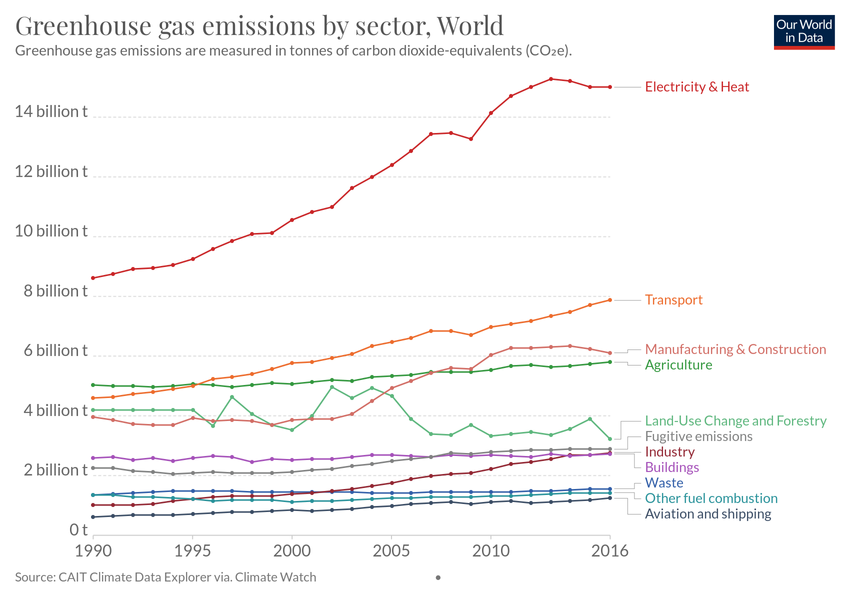 Greenhouse gas emissions by sector, World
Greenhouse gas emissions are measured in tonnes of carbon dioxide-equivalents (CO₂e).
Our World
in Data
14 billion t
12 billion t
10 billion t
8 billion t
6 billion t
4 billion t
2 billion t
0 t
1990
1995
2000
2005
2010
2016
Electricity & Heat
Transport
Manufacturing & Construction
Agriculture
Land-Use Change and Forestry
Fugitive emissions
Industry
Buildings
Waste
Other fuel combustion
Aviation and shipping
Source: CAIT Climate Data Explorer via. Climate Watch